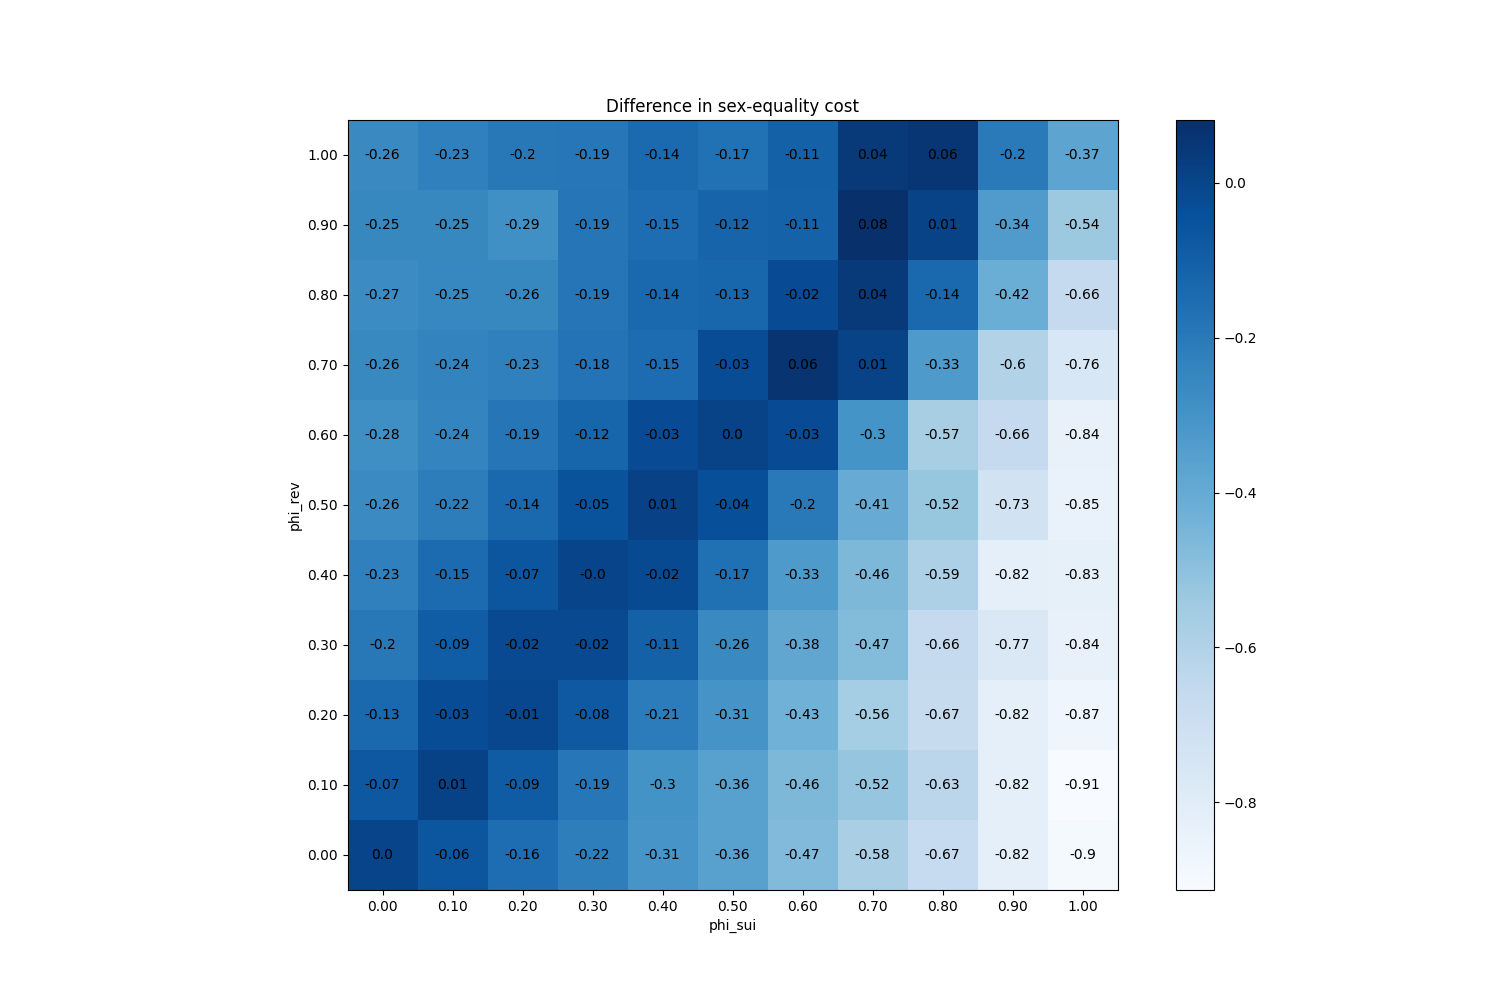 Difference in sex-equality cost
1.00 -0.26 -0.23 -0.2 -0.19 -0.14 -0.17 -0.11 0.04 0.06 -0.2 -0.37
0.90 -0.25 -0.25 -0.29 -0.19 -0.15 -0.12 -0.11 0.08 0.01 -0.34 -0.54
0.80 -0.27 -0.25 -0.26 -0.19 -0.14 -0.13 -0.02 0.04 -0.14 -0.42 -0.66
0.70 -0.26 -0.24 -0.23 -0.18 -0.15 -0.03 0.06 0.01 -0.33 -0.6 -0.76
0.60 -0.28 -0.24 -0.19 -0.12 -0.03 0.0 -0.03 -0.3 -0.57 -0.66 -0.84
0.50 -0.26 -0.22 -0.14 -0.05 0.01 -0.04 -0.2 -0.41 -0.52 -0.73 -0.85
0.40 -0.23 -0.15 -0.07 -0.0 -0.02 -0.17 -0.33 -0.46 -0.59 -0.82 -0.83
0.30 -0.2 -0.09 -0.02 -0.02 -0.11 -0.26 -0.38 -0.47 -0.66 -0.77 -0.84
0.20 -0.13 -0.03 -0.01 -0.08 -0.21 -0.31 -0.43 -0.56 -0.67 -0.82 -0.87
0.10 -0.07 0.01 -0.09 -0.19 -0.3 -0.36 -0.46 -0.52 -0.63 -0.82 -0.91
0.00 0.0 -0.06 -0.16 -0.22 -0.31 -0.36 -0.47 -0.58 -0.67 -0.82 -0.9
0.00 0.10 0.20 0.30 0.40 0.50 0.60 0.70 0.80 0.90 1.00
phi_sui
phi_rev
0.0
−0.2
−0.4
−0.6
−0.8